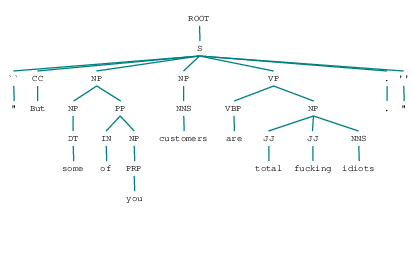 ROOT
S
`` CC NP NP VP . ''
" But NP PP NNS VBP NP . "
DT IN NP customers are JJ JJ NNS
some of PRP total fucking idiots
you